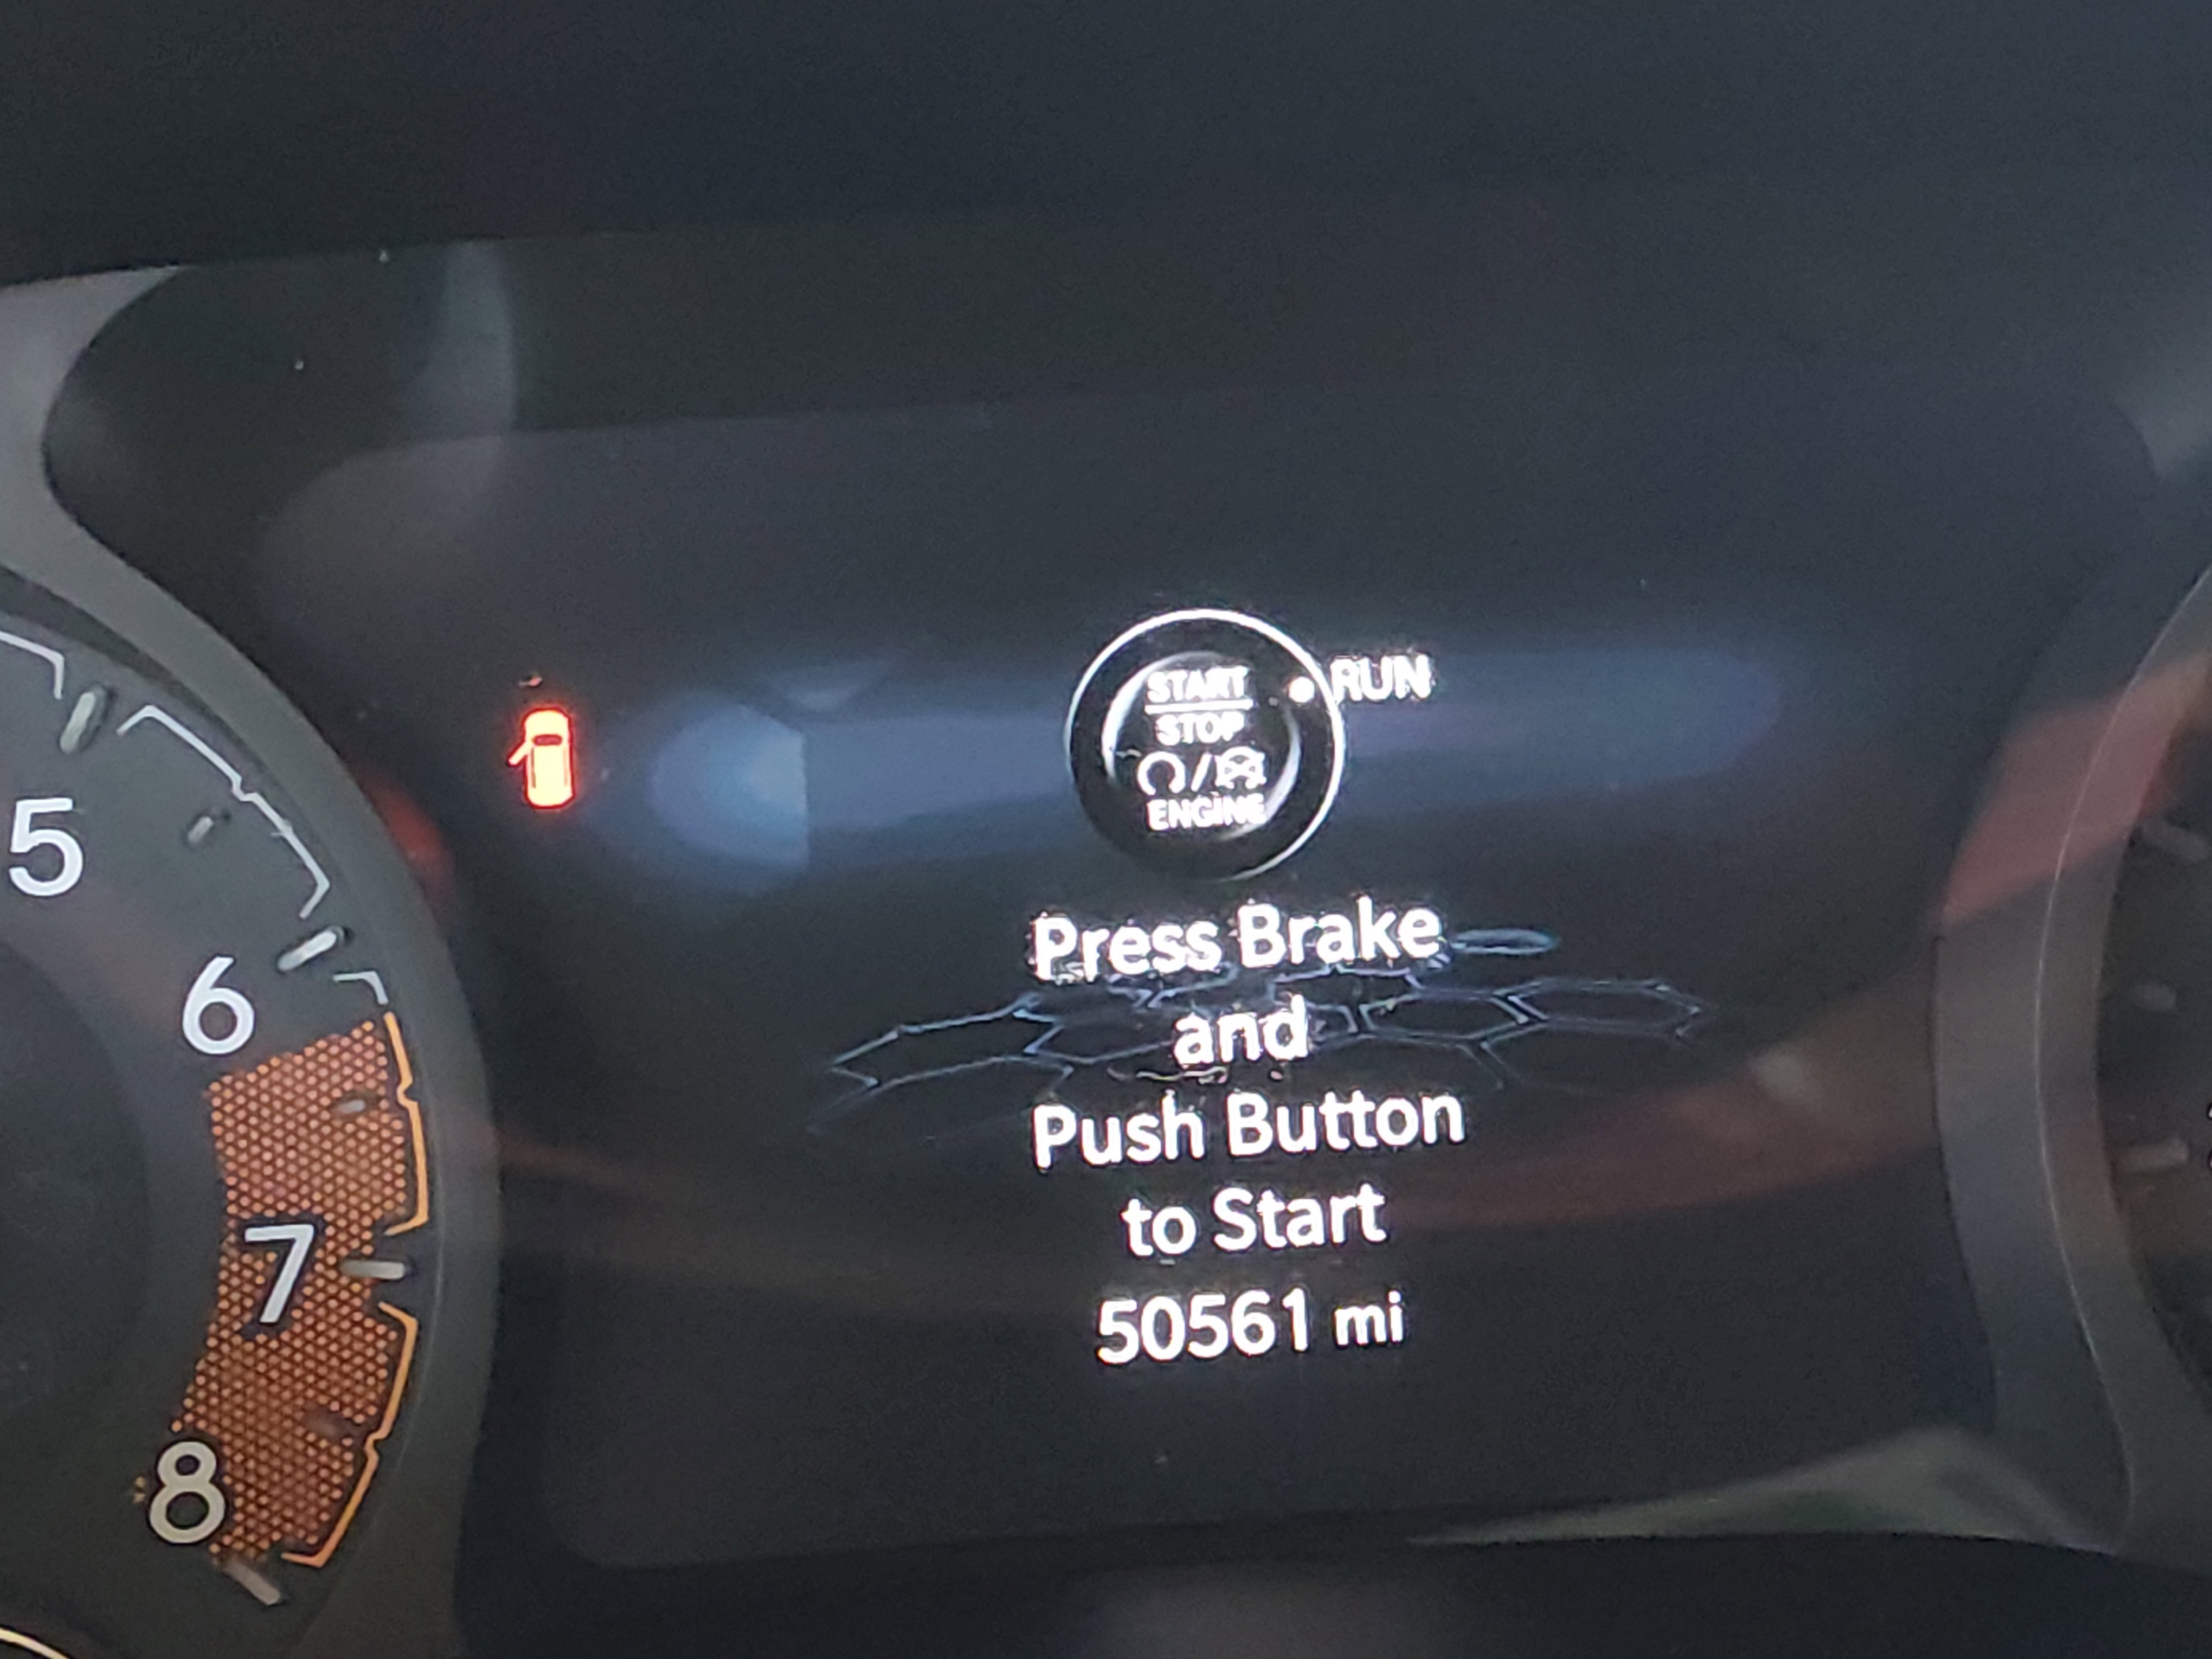 START
STOP
ENGINE
RUN
Press Brake
and
Push Button
to Start
50561 mi
5
6
7
8